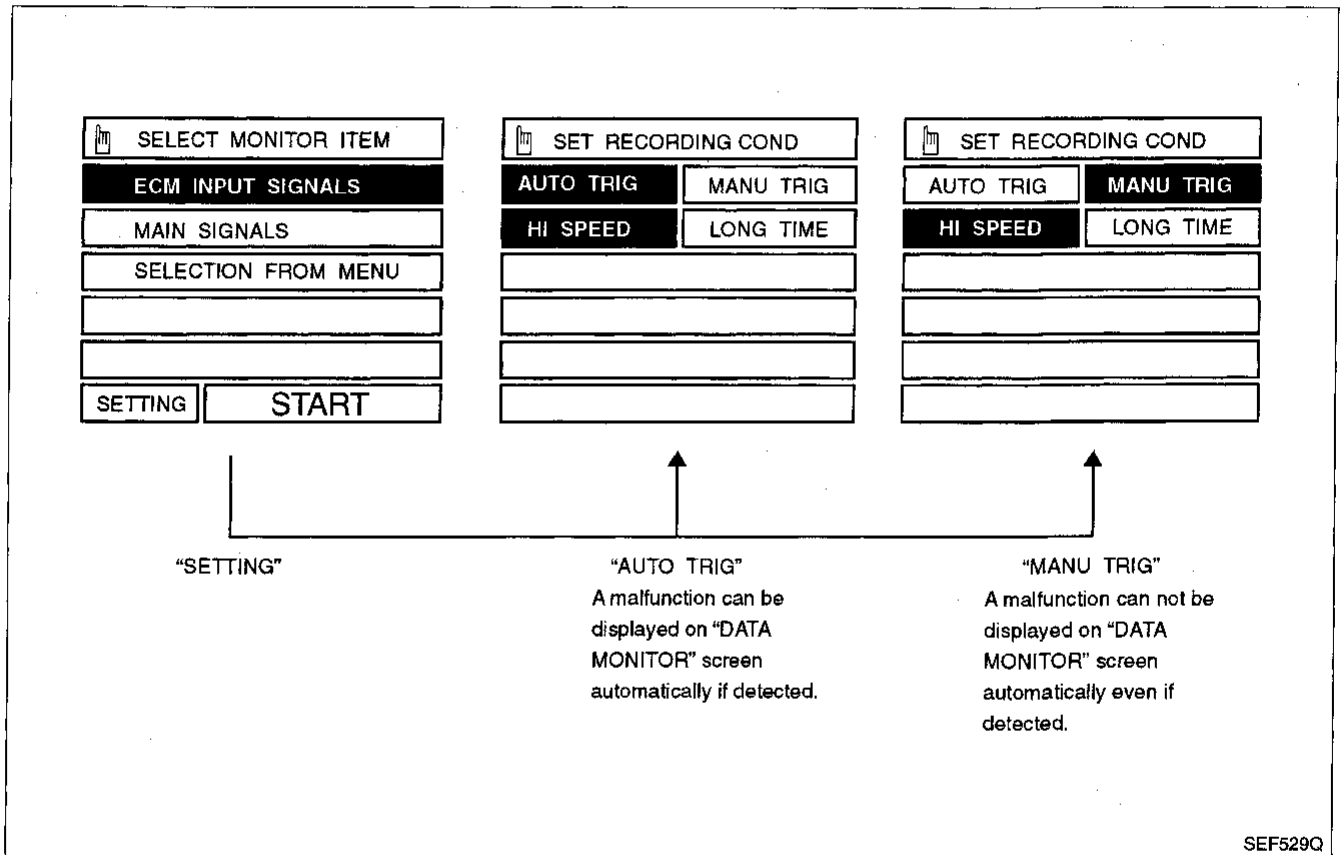 SELECT MONITOR ITEM
ECM INPUT SIGNALS
MAIN SIGNALS
SELECTION FROM MENU
SETTING START
SET RECORDING COND
AUTO TRIG MANU TRIG
HI SPEED LONG TIME
SET RECORDING COND
AUTO TRIG MANU TRIG
HI SPEED LONG TIME
“SETTING”
“AUTO TRIG”
A malfunction can be
displayed on “DATA
MONITOR” screen
automatically if detected.
“MANU TRIG”
A malfunction can not be
displayed on “DATA
MONITOR” screen
automatically even if
detected.
SEF529Q